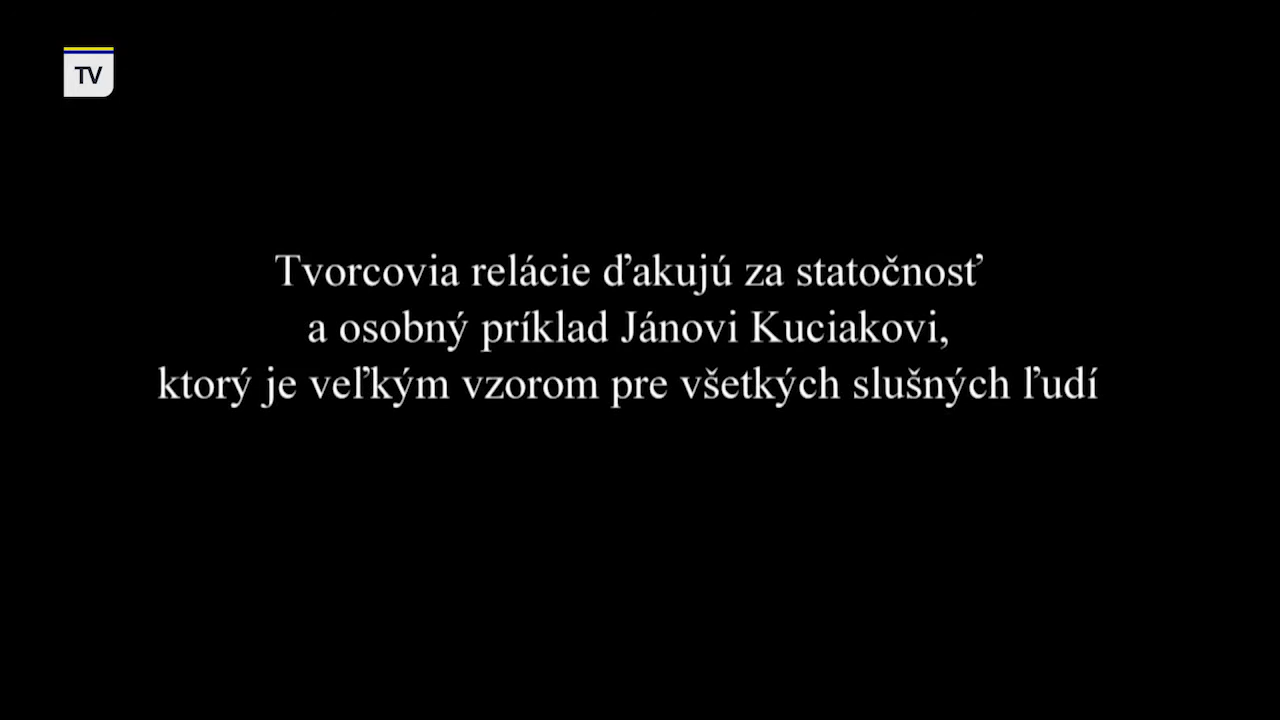 TV
Tvorcovia relácie ďakujú za statočnosť
a osobný príklad Jánovi Kuciakovi,
ktorý je veľkým vzorom pre všetkých slušných ľudí